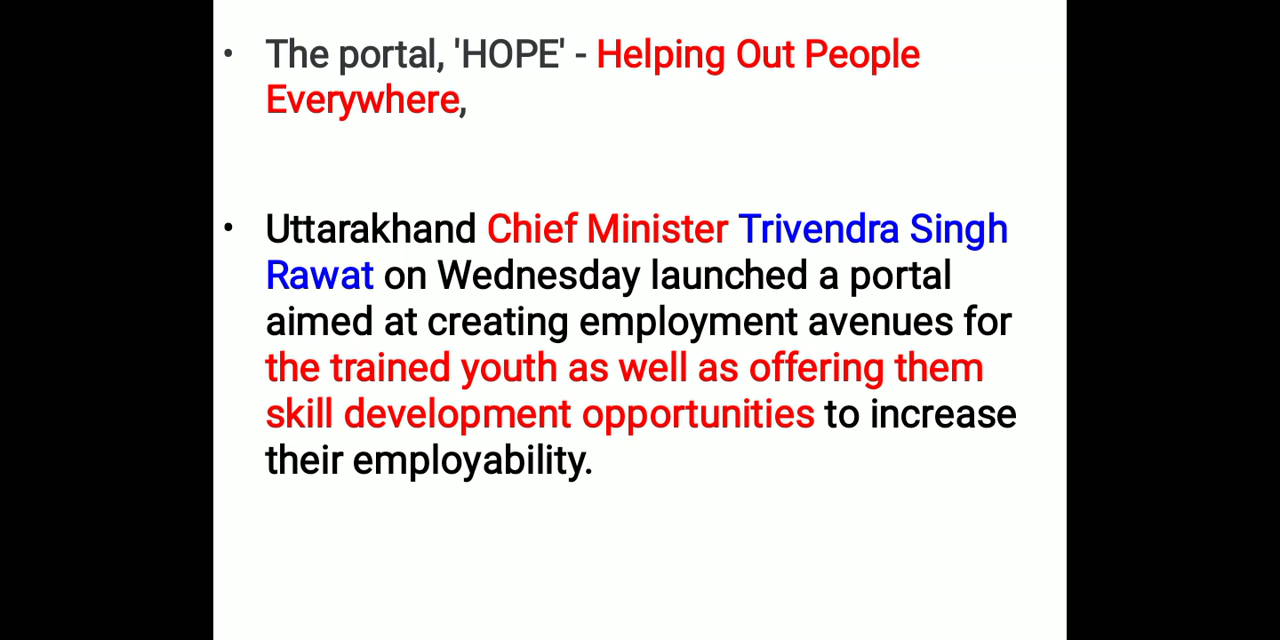 • The portal, 'HOPE' - Helping Out People
Everywhere,
• Uttarakhand Chief Minister Trivendra Singh
Rawat on Wednesday launched a portal
aimed at creating employment avenues for
the trained youth as well as offering them
skill development opportunities to increase
their employability.